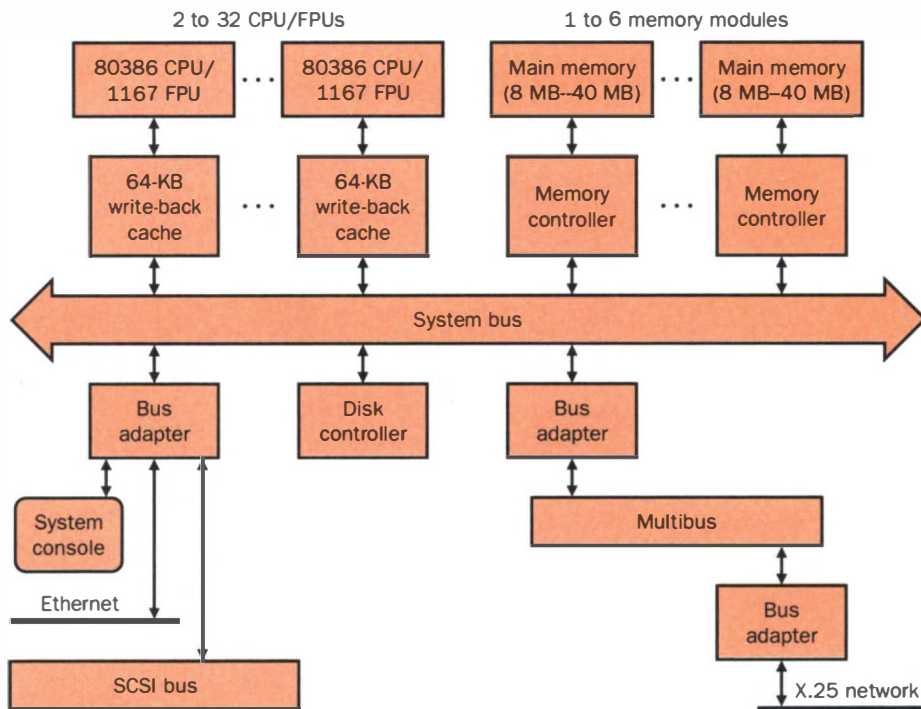 2 to 32 CPU/FPUs
1 to 6 memory modules
80386 CPU/
1167 FPU
...
80386 CPU/
1167 FPU
Main memory
(8 MB--40 MB)
...
Main memory
(8 MB–40 MB)
64-KB
write-back
cache
...
64-KB
write-back
cache
Memory
controller
...
Memory
controller
System bus
Bus
adapter
Disk
controller
Bus
adapter
System
console
Multibus
Ethernet
Bus
adapter
SCSI bus
X.25 network